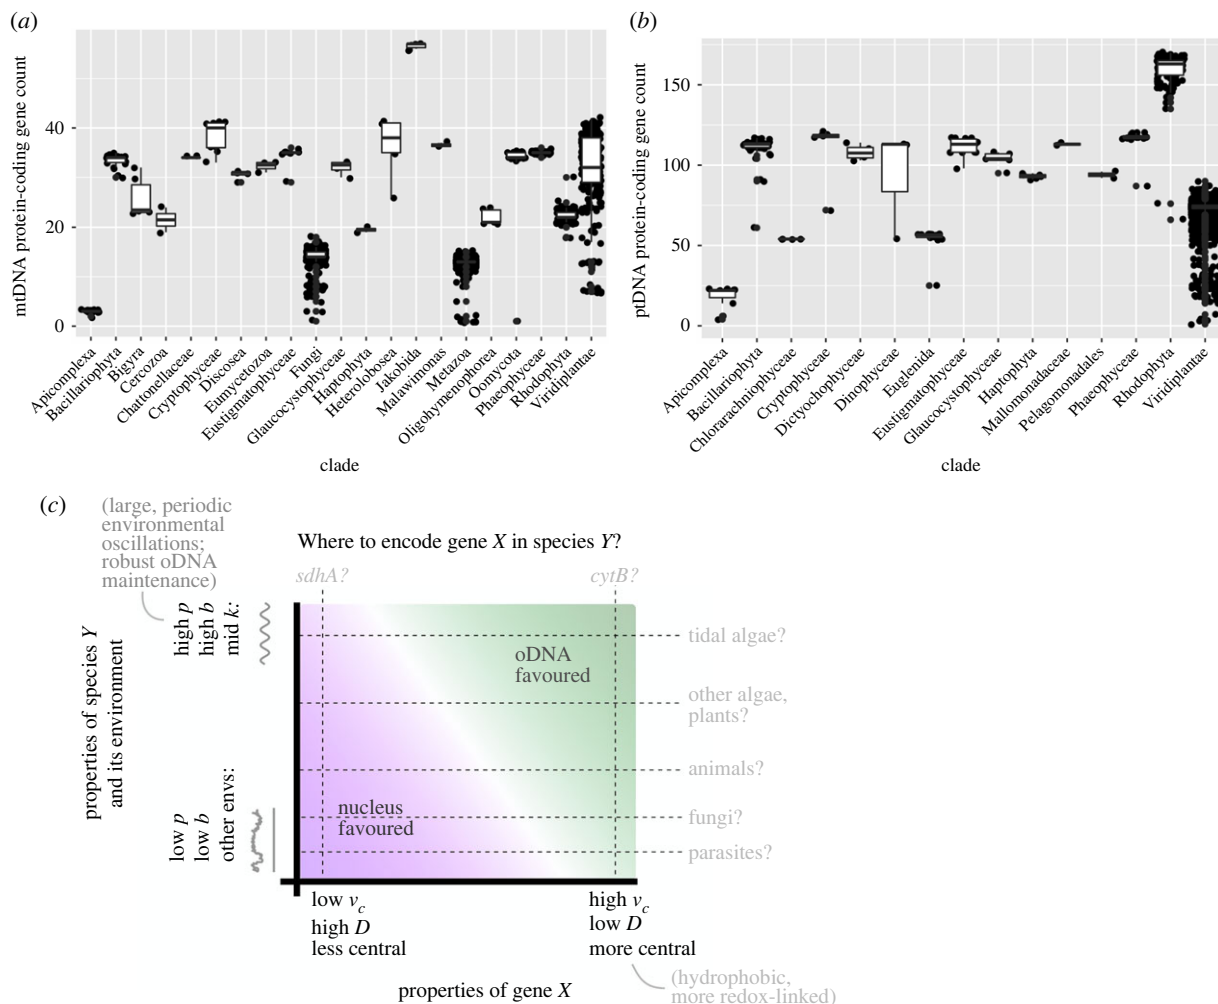 (a)
mtDNA protein-coding gene count
40
20
0
Apicomplexa
Bacillariophyta
Bigyra
Cercozoa
Chattonellaceae
Cryptophyceae
Discosea
Eumycetozoa
Eustigmatophyceae
Fungi
Glaucocystophyceae
Haptophyta
Heterolobosea
Jakobida
Malawimonas
Metazoa
Oligohymenophorea
Oomycota
Phaeophyceae
Rhodophyta
Viridiplantae
clade
(b)
ptDNA protein-coding gene count
150
100
50
0
Apicomplexa
Bacillariophyta
Chlorarachniophyceae
Cryptophyceae
Dictyochophyceae
Dinophyceae
Euglenida
Eustigmatophyceae
Glaucocystophyceae
Haptophyta
Mallomonadaceae
Pelagomonadales
Phaeophyceae
Rhodophyta
Viridiplantae
clade
(c)
(large, periodic
environmental
oscillations;
robust oDNA
maintenance)
Where to encode gene X in species Y?
sdhA?
cytB?
properties of species Y
and its environment
high p
high b
mid k:
low p
low b
other envs:
oDNA
favoured
nucleus
favoured
tidal algae?
other algae,
plants?
animals?
fungi?
parasites?
low vc
high D
less central
high vc
low D
more central
(hydrophobic,
more redox-linked)
properties of gene X